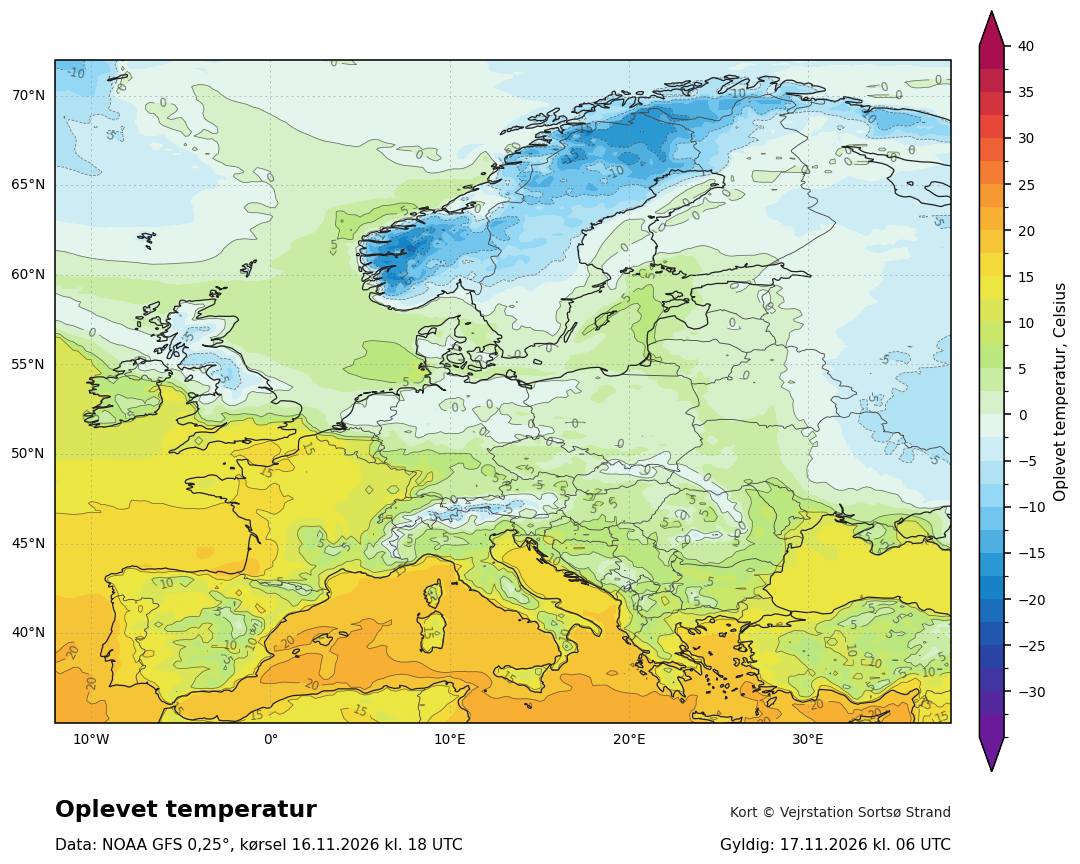 70°N
65°N
60°N
55°N
50°N
45°N
40°N
10°W
0°
10°E
20°E
30°E
40
35
30
25
20
15
10
5
0
−5
−10
−15
−20
−25
−30
Oplevet temperatur, Celsius
Oplevet temperatur
Kort © Vejrstation Sortsø Strand
Data: NOAA GFS 0,25°, kørsel 16.11.2026 kl. 18 UTC
Gyldig: 17.11.2026 kl. 06 UTC